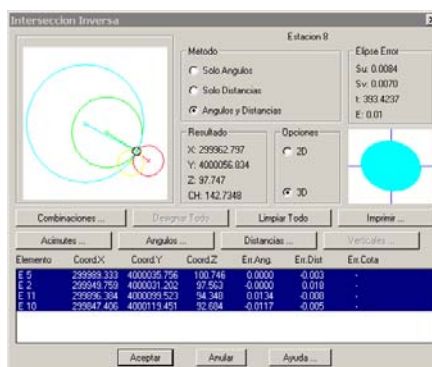 Interseccion Inversa
Estacion 8
Metodo
Solo Angulos
Solo Distancias
Angulos y Distancias
Elipse Error
Su: 0.0084
Sv: 0.0070
t: 393.4237
E: 0.01
Resultado
X: 299962.797
Y: 4000056.034
Z: 97.747
CH: 142.7348
Opciones
2D
3D
Combinaciones ...
Designar Todo
Limpiar Todo
Imprimir ...
Acimutes ...
Angulos ...
Distancias ...
Verticales ...
Elemento Coord.X Coord.Y Coord.Z Err.Ang. Err.Dist Err.Cota
E 5 299989.333 4000035.756 100.746 0.0000 -0.003 -
E 2 299949.759 4000031.202 97.563 -0.0000 0.018 -
E 11 299896.384 4000099.523 94.348 0.0134 -0.008 -
E 10 299847.406 4000119.451 92.684 -0.0117 -0.005 -
Aceptar
Anular
Ayuda ...